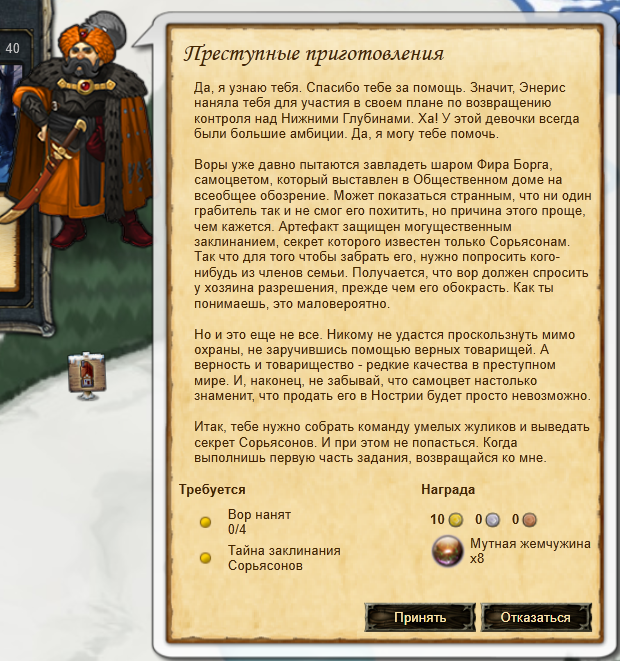 40
Преступные приготовления
Да, я узнаю тебя. Спасибо тебе за помощь. Значит, Энерис
наняла тебя для участия в своем плане по возвращению
контроля над Нижними Глубинами. Ха! У этой девочки всегда
были большие амбиции. Да, я могу тебе помочь.
Воры уже давно пытаются завладеть шаром Фира Борга,
самоцветом, который выставлен в Общественном доме на
всеобщее обозрение. Может показаться странным, что ни один
грабитель так и не смог его похитить, но причина этого проще,
чем кажется. Артефакт защищен могущественным
заклинанием, секрет которого известен только Сорьясонам.
Так что для того чтобы забрать его, нужно попросить кого-
нибудь из членов семьи. Получается, что вор должен спросить
у хозяина разрешения, прежде чем его обокрасть. Как ты
понимаешь, это маловероятно.
Но и это еще не все. Никому не удастся проскользнуть мимо
охраны, не заручившись помощью верных товарищей. А
верность и товарищество - редкие качества в преступном
мире. И, наконец, не забывай, что самоцвет настолько
знаменит, что продать его в Нострии будет просто невозможно.
Итак, тебе нужно собрать команду умелых жуликов и выведать
секрет Сорьясонов. И при этом не попасться. Когда
выполнишь первую часть задания, возвращайся ко мне.
Требуется
Вор нанят
0/4
Тайна заклинания
Сорьясонов
Награда
10 0 0
Мутная жемчужина
x8
Принять Отказаться